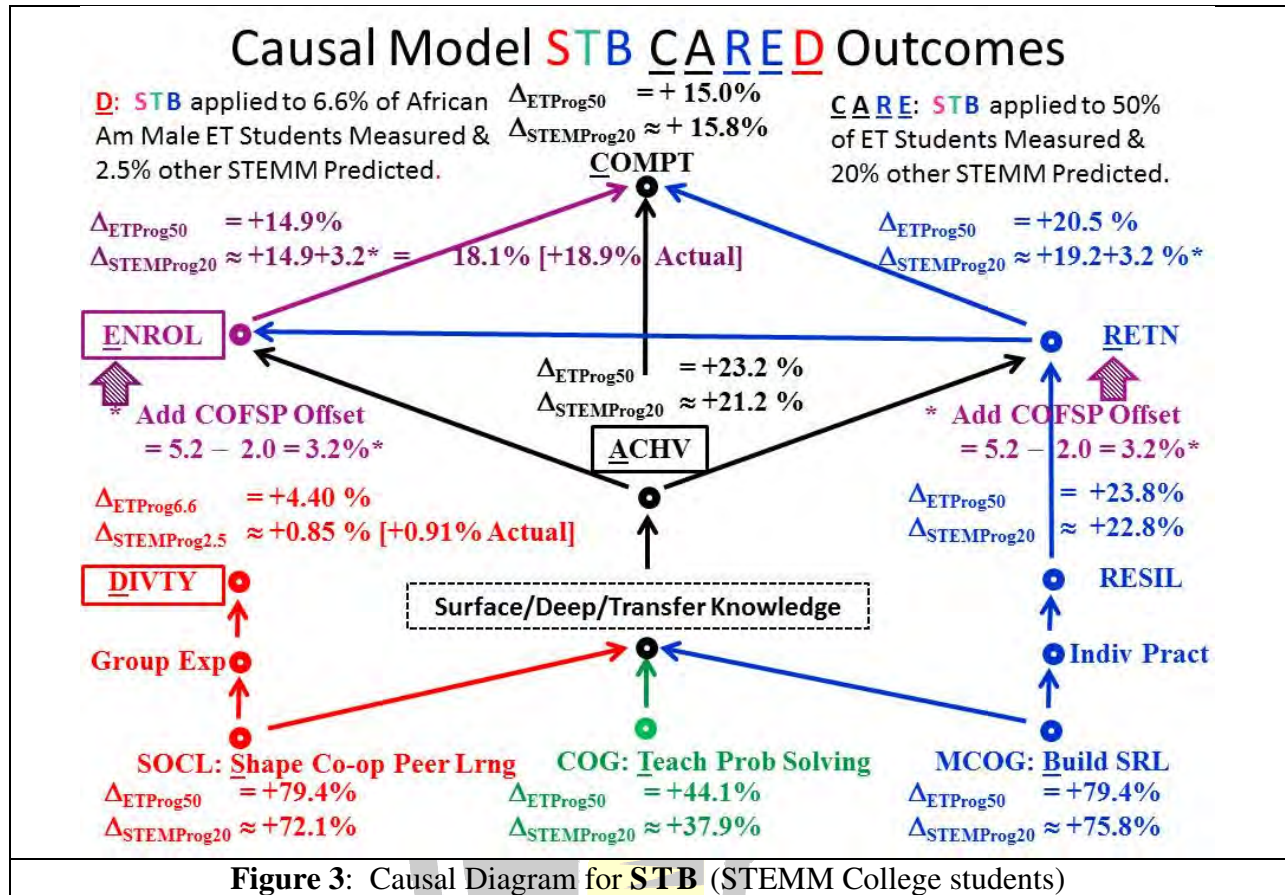 Causal Model STB CARED Outcomes
D: STB applied to 6.6% of African
Am Male ET Students Measured &
2.5% other STEMM Predicted.
ΔETProg50 = + 15.0%
ΔSTEMProg20 ≈ + 15.8%
COMPT
CARE: STB applied to 50%
of ET Students Measured &
20% other STEMM Predicted.
ΔETProg50 = +14.9%
ΔSTEMProg20 ≈ +14.9+3.2* = 18.1% [+18.9% Actual]
ΔETProg50 = +20.5 %
ΔSTEMProg20 ≈ +19.2+3.2 %*
ENROL
RETN
ΔETProg50 = +23.2 %
ΔSTEMProg20 ≈ +21.2 %
* Add COFSP Offset
= 5.2 – 2.0 = 3.2%*
ACHV
* Add COFSP Offset
= 5.2 – 2.0 = 3.2%*
ΔETProg6.6 = +4.40 %
ΔSTEMProg2.5 ≈ +0.85 % [+0.91% Actual]
ΔETProg50 = +23.8%
ΔSTEMProg20 ≈ +22.8%
DIVTY
RESIL
Surface/Deep/Transfer Knowledge
Group Exp
Indiv Pract
SOCL: Shape Co-op Peer Lrng
ΔETProg50 = +79.4%
ΔSTEMProg20 ≈ +72.1%
COG: Teach Prob Solving
ΔETProg50 = +44.1%
ΔSTEMProg20 ≈ +37.9%
MCOG: Build SRL
ΔETProg50 = +79.4%
ΔSTEMProg20 ≈ +75.8%
Figure 3: Causal Diagram for STB (STEMM College students)